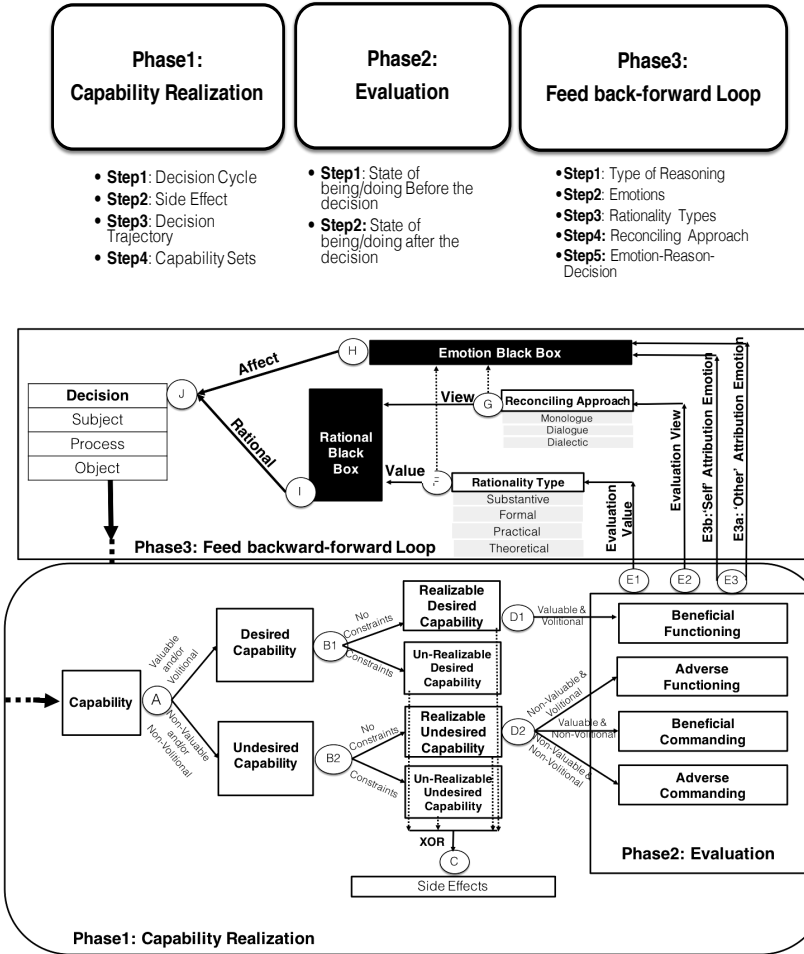 Phase1:
Capability Realization
Phase2:
Evaluation
Phase3:
Feed back-forward Loop
• Step1: Decision Cycle
• Step2: Side Effect
• Step3: Decision
Trajectory
• Step4: Capability Sets
• Step1: State of
being/doing Before the
decision
• Step2: State of
being/doing after the
decision
•Step1: Type of Reasoning
•Step2: Emotions
•Step3: Rationality Types
•Step4: Reconciling Approach
•Step5: Emotion-Reason-
Decision
H
Emotion Black Box
Affect
Decision
Subject
Process
Object
J
Rational
Rational
Black
Box
I
View
G
Reconciling Approach
Monologue
Dialogue
Dialectic
Value
F
Rationality Type
Substantive
Formal
Practical
Theoretical
Evaluation
Value
Evaluation View
E3b:'Self' Attribution Emotion
E3a: 'Other' Attribution Emotion
Phase3: Feed backward-forward Loop
E1
E2
E3
Capability
A
Valuable
and/or
Volitional
Non-Valuable
and/or
Non-Volitional
Desired
Capability
Undesired
Capability
B1
No
Constraints
Constraints
B2
No
Constraints
Constraints
Realizable
Desired
Capability
Un-Realizable
Desired
Capability
Realizable
Undesired
Capability
Un-Realizable
Undesired
Capability
D1
Valuable &
Volitional
D2
Non-Valuable &
Volitional
Valuable &
Non-Volitional
Non-Valuable &
Non-Volitional
Beneficial
Functioning
Adverse
Functioning
Beneficial
Commanding
Adverse
Commanding
Phase2: Evaluation
XOR
C
Side Effects
Phase1: Capability Realization